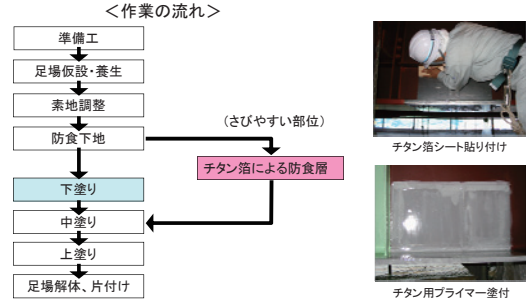 ＜作業の流れ＞
準備工
足場仮設・養生
素地調整
防食下地
（さびやすい部位）
チタン箔による防食層
下塗り
中塗り
上塗り
足場解体、片付け
チタン箔シート貼り付け
チタン用プライマー塗付